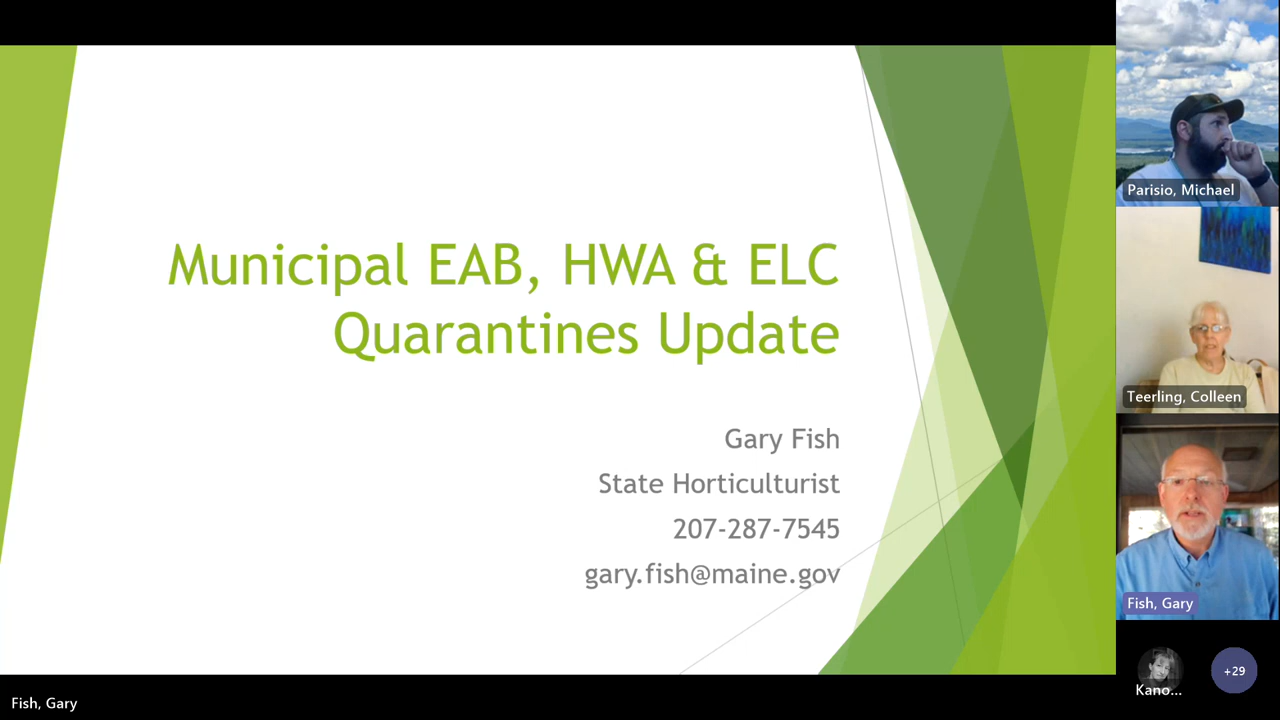 Municipal EAB, HWA & ELC
Quarantines Update
Gary Fish
State Horticulturist
207-287-7545
gary.fish@maine.gov
Parisio, Michael
Teerling, Colleen
Fish, Gary
Kano...
+29
Fish, Gary